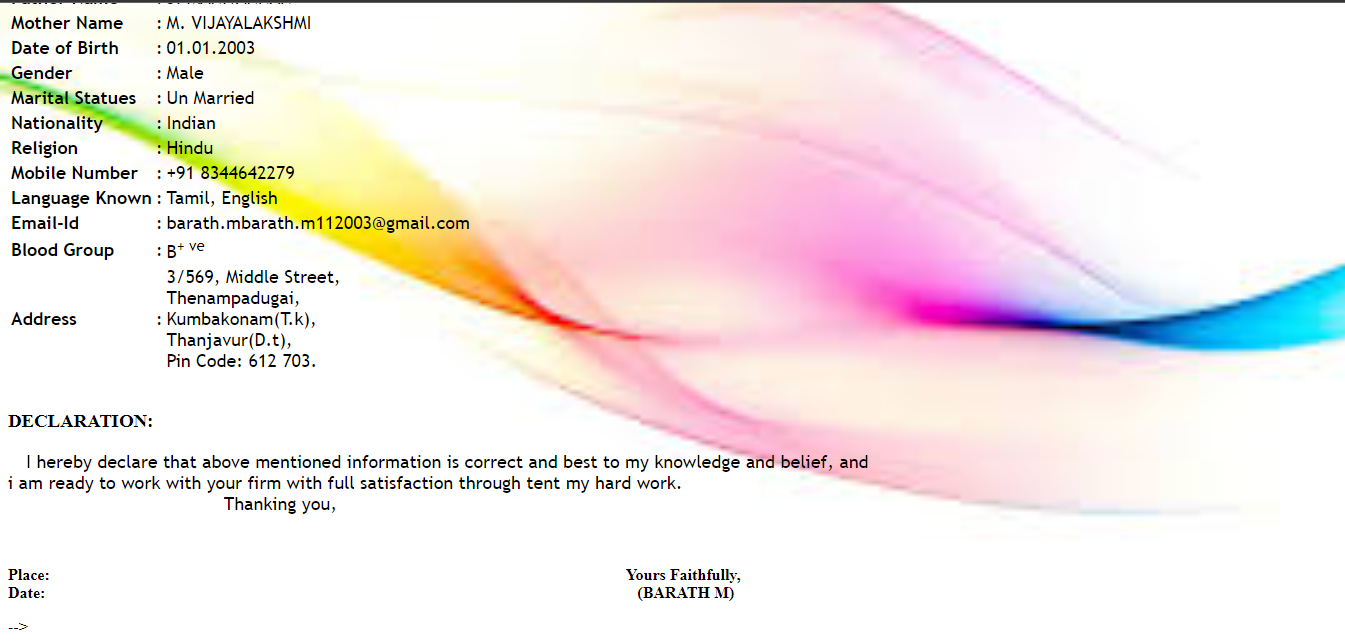 Mother Name : M. VIJAYALAKSHMI
Date of Birth : 01.01.2003
Gender : Male
Marital Statues : Un Married
Nationality : Indian
Religion : Hindu
Mobile Number : +91 8344642279
Language Known : Tamil, English
Email-Id : barath.mbarath.m112003@gmail.com
Blood Group : B+ ve
3/569, Middle Street,
Thenampadugai,
Address : Kumbakonam(T.k),
Thanjavur(D.t),
Pin Code: 612 703.
DECLARATION:
I hereby declare that above mentioned information is correct and best to my knowledge and belief, and
i am ready to work with your firm with full satisfaction through tent my hard work.
Thanking you,
Place: Yours Faithfully,
Date: (BARATH M)
-->